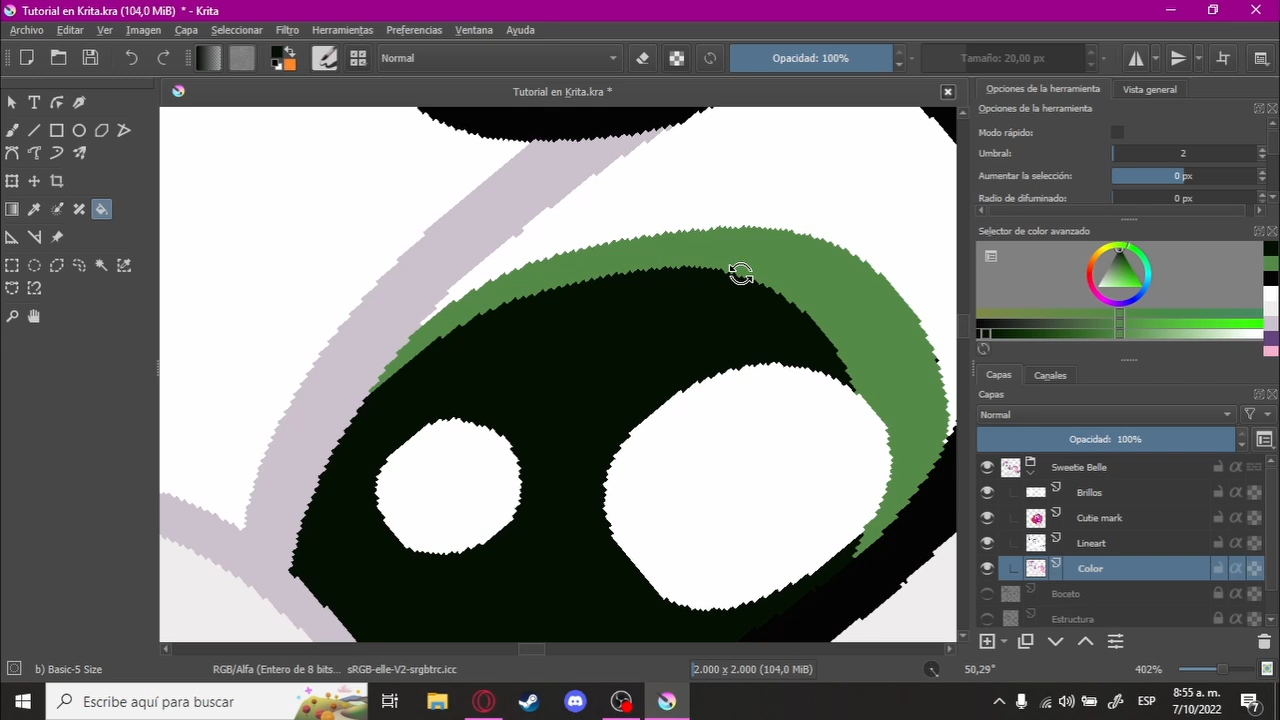 Tutorial en Krita.kra (104,0 MiB) * - Krita
Archivo Editar Ver Imagen Capa Seleccionar Filtro Herramientas Preferencias Ventana Ayuda
Normal Opacidad: 100% Tamaño: 20,00 px
Tutorial en Krita.kra *
Opciones de la herramienta Vista general
Opciones de la herramienta
Modo rápido:
Umbral: 2
Aumentar la selección: 0 px
Radio de difuminado: 0 px
Selector de color avanzado
Capas Canales
Capas
Normal
Opacidad: 100%
Sweetie Belle
Brillos
Cutie mark
Lineart
Color
Boceto
Estructura
b) Basic-5 Size RGB/Alfa (Entero de 8 bits... sRGB-elle-V2-srgbtrc.icc 2.000 x 2.000 (104,0 MiB) 50,29° 402%
Escribe aquí para buscar
ESP
8:55 a. m.
7/10/2022
7